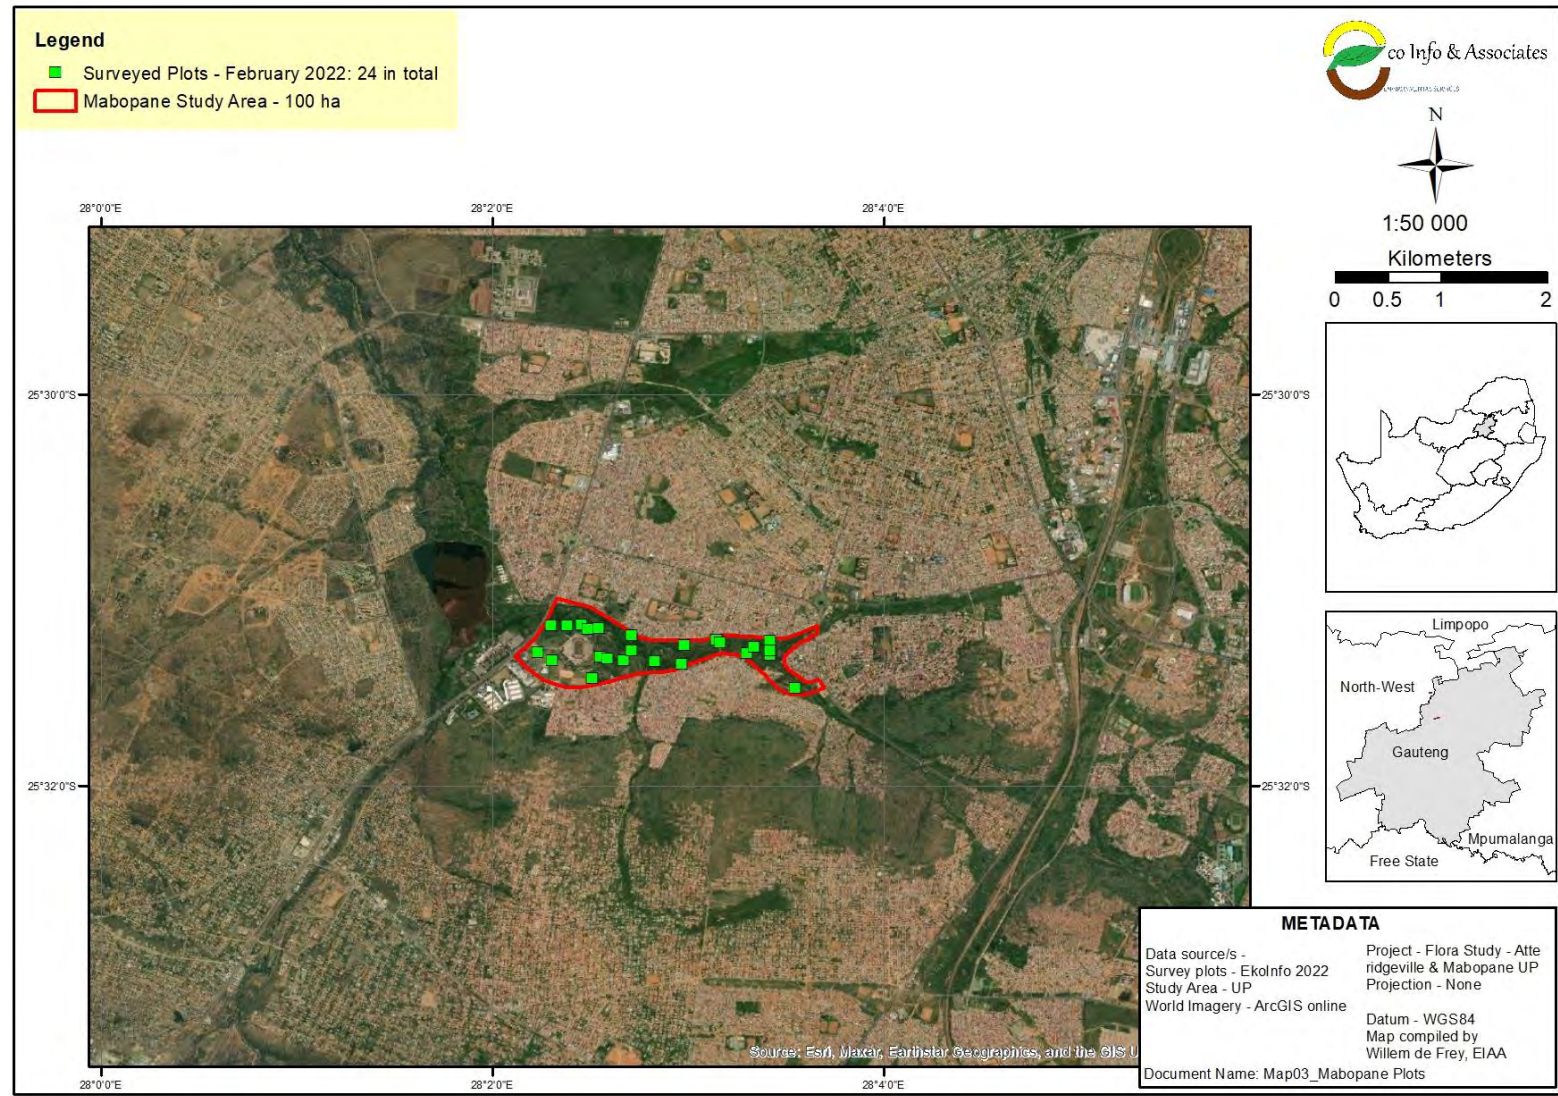 Legend
Surveyed Plots - February 2022: 24 in total
Mabopane Study Area - 100 ha
co Info & Associates
N
1:50 000
Kilometers
0 0.5 1 2
28°0'0"E 28°2'0"E 28°4'0"E
25°30'0"S 25°30'0"S
25°32'0"S 25°32'0"S
28°0'0"E 28°2'0"E 28°4'0"E
Source: Esri, Maxar, Earthstar Geographics, and the GIS U
Limpopo
North-West
Gauteng
Mpumalanga
Free State
METADATA
Data source/s -
Survey plots - EkoInfo 2022
Study Area - UP
World Imagery - ArcGIS online
Project - Flora Study - Atte
ridgeville & Mabopane UP
Projection - None
Datum - WGS84
Map compiled by
Willem de Frey, EIAA
Document Name: Map03_Mabopane Plots